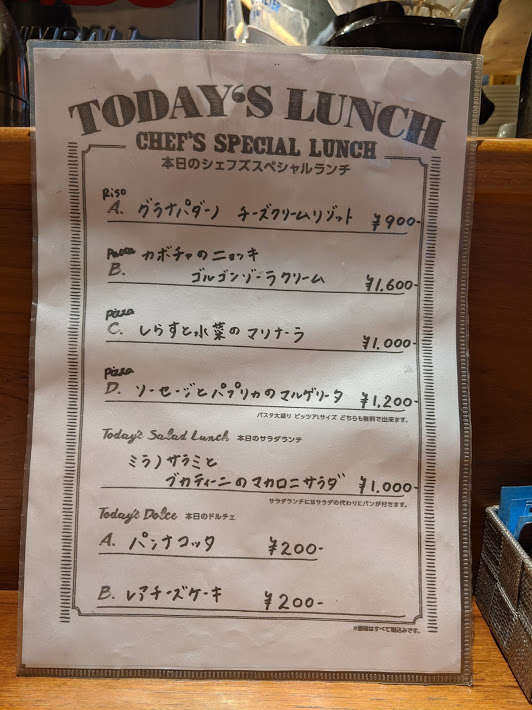 TODAY'S LUNCH
CHEF'S SPECIAL LUNCH
本日のシェフズスペシャルランチ
Riso
A. グラナパダーノ チーズクリームリゾット ¥900-
Pasta
B. カボチャのニョッキ
ゴルゴンゾーラクリーム ¥1,600-
pizza
C. しらすと水菜のマリナーラ ¥1,000-
pizza
D. ソーセージとパプリカのマルゲリータ ¥1,200-
パスタ大盛り ピッツァLサイズ どちらも無料で出来ます。
Today's Salad Lunch 本日のサラダランチ
ミラノサラミと
ブカティーニのマカロニサラダ ¥1,000-
サラダランチにはサラダの代わりにパンが付きます。
Today's Dolce 本日のドルチェ
A. パンナコッタ ¥200-
B. レアチーズケーキ ¥200-
※価格はすべて税込みです。